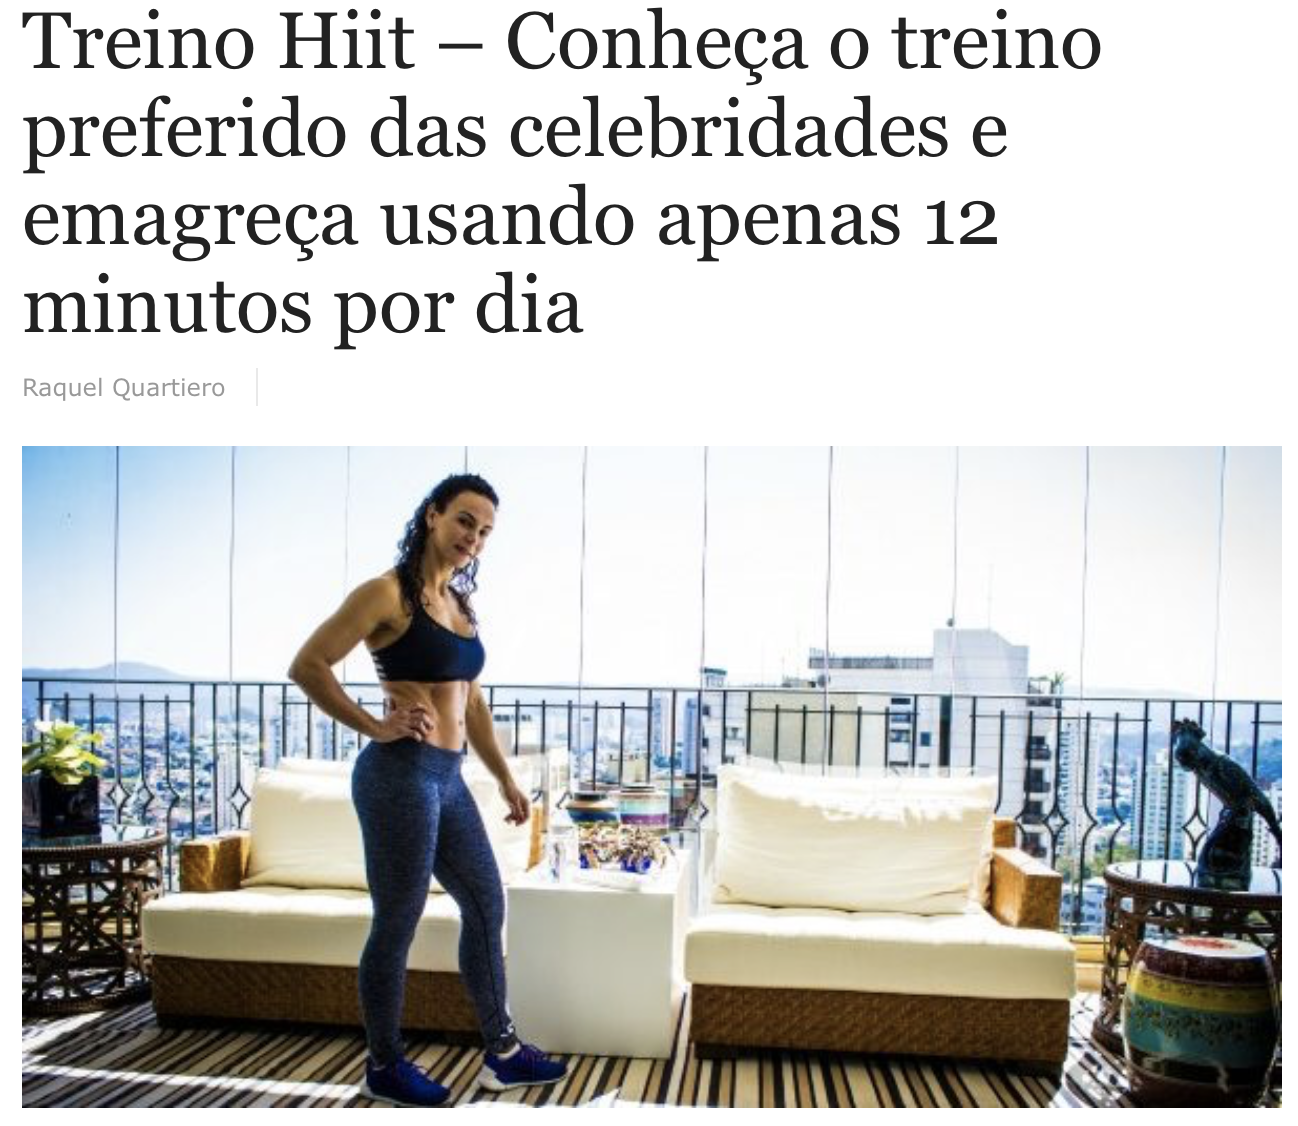 Treino Hiit – Conheça o treino
preferido das celebridades e
emagreça usando apenas 12
minutos por dia
Raquel Quartiero